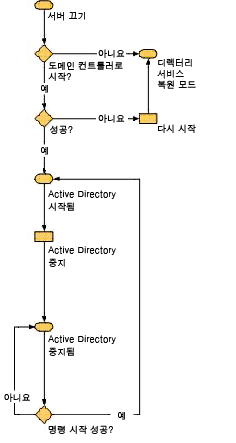 서버 끄기
아니요
도메인 컨트롤러로
시작?
디렉터리
서비스
복원 모드
예
성공?
아니요
다시 시작
예
Active Directory
시작됨
Active Directory
중지
Active Directory
중지됨
아니요
예
명령 시작 성공?